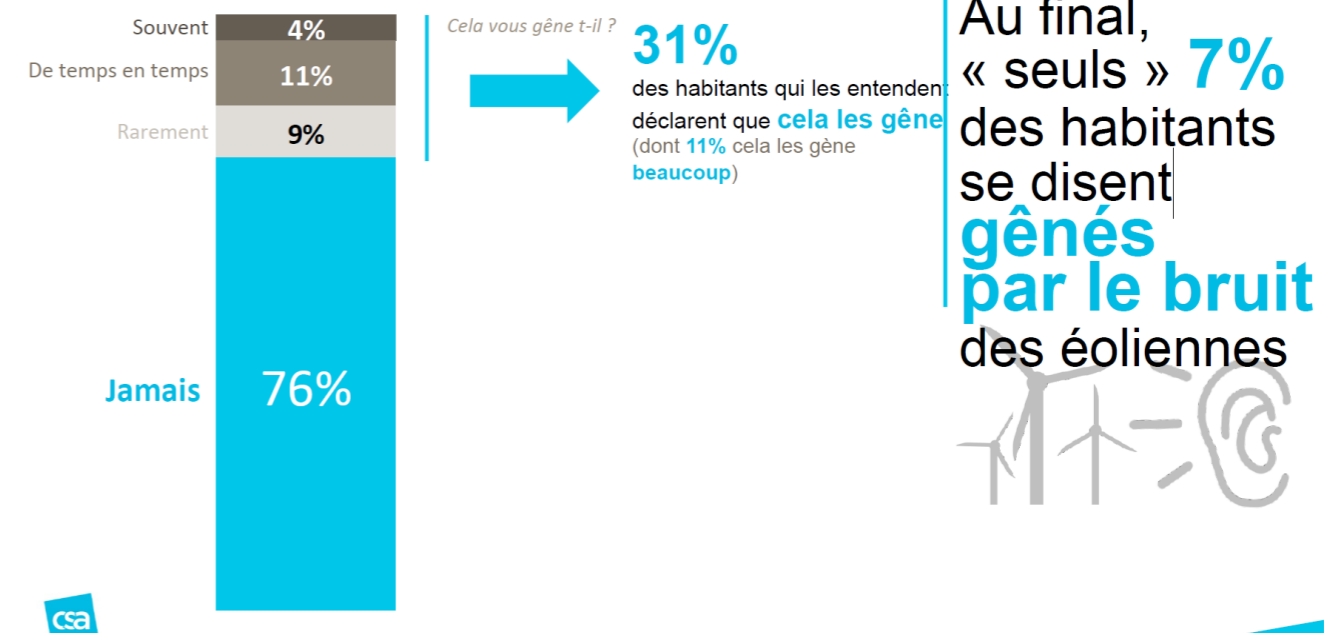 Souvent
4%
De temps en temps
11%
Rarement
9%
Jamais
76%
Cela vous gêne t-il ?
31%
des habitants qui les entendent
déclarent que cela les gêne
(dont 11% cela les gène
beaucoup)
Au final,
« seuls » 7%
des habitants
se disent
gênés
par le bruit
des éoliennes
csa